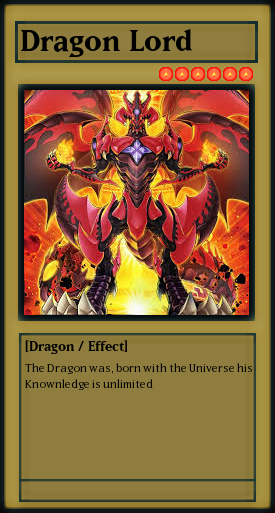 Dragon Lord
[Dragon / Effect]
The Dragon was, born with the Universe his
Knownledge is unlimited